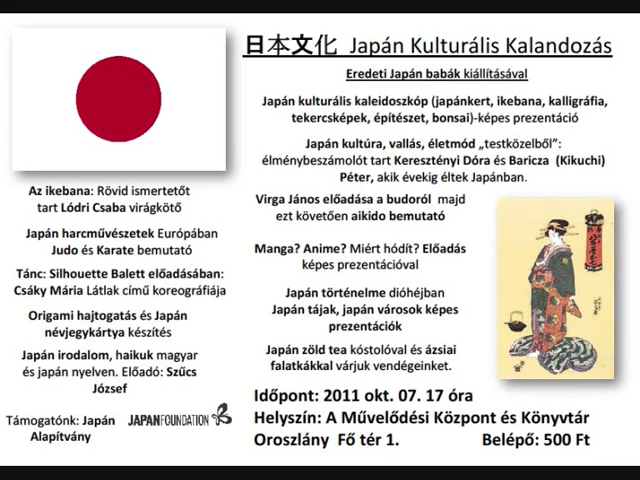 日本文化 Japán Kulturális Kalandozás
Eredeti Japán babák kiállításával
Japán kulturális kaleidoszkóp (japánkert, ikebana, kalligráfia,
tekercsképek, építészet, bonsai)-képes prezentáció
Japán kultúra, vallás, életmód „testközelből”:
élménybeszámolót tart Keresztényi Dóra és Baricza (Kikuchi)
Péter, akik évekig éltek Japánban.
Virga János előadása a budoról majd
ezt követően aikido bemutató
Manga? Anime? Miért hódít? Előadás
képes prezentációval
Japán történelme dióhéjban
Japán tájak, japán városok képes
prezentációk
Japán zöld tea kóstolóval és ázsiai
falatkákkal várjuk vendégeinket.
Az ikebana: Rövid ismertetőt
tart Lódri Csaba virágkötő
Japán harcművészetek Európában
Judo és Karate bemutató
Tánc: Silhouette Balett előadásában:
Csáky Mária Látlak című koreográfiája
Origami hajtogatás és Japán
névjegykártya készítés
Japán irodalom, haikuk magyar
és japán nyelven. Előadó: Szűcs
József
Támogatónk: Japán
Alapítvány
JAPANFOUNDATION
Időpont: 2011 okt. 07. 17 óra
Helyszín: A Művelődési Központ és Könyvtár
Oroszlány Fő tér 1. Belépő: 500 Ft